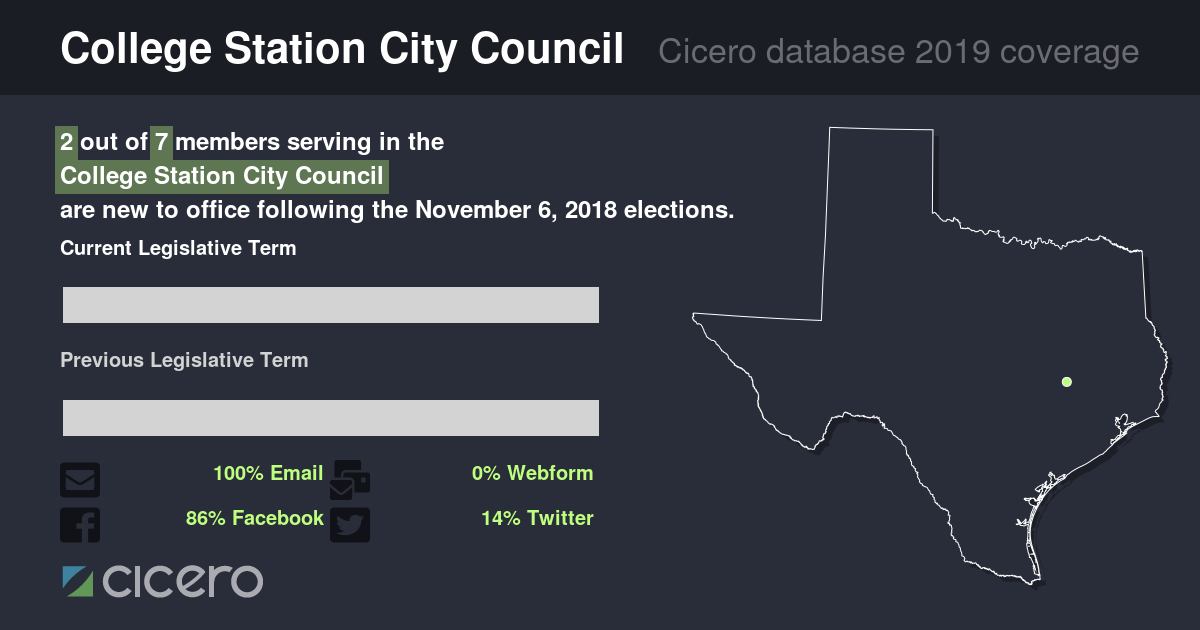 College Station City Council Cicero database 2019 coverage
2 out of 7 members serving in the
College Station City Council
are new to office following the November 6, 2018 elections.
Current Legislative Term
Previous Legislative Term
100% Email 0% Webform
86% Facebook 14% Twitter
cicero